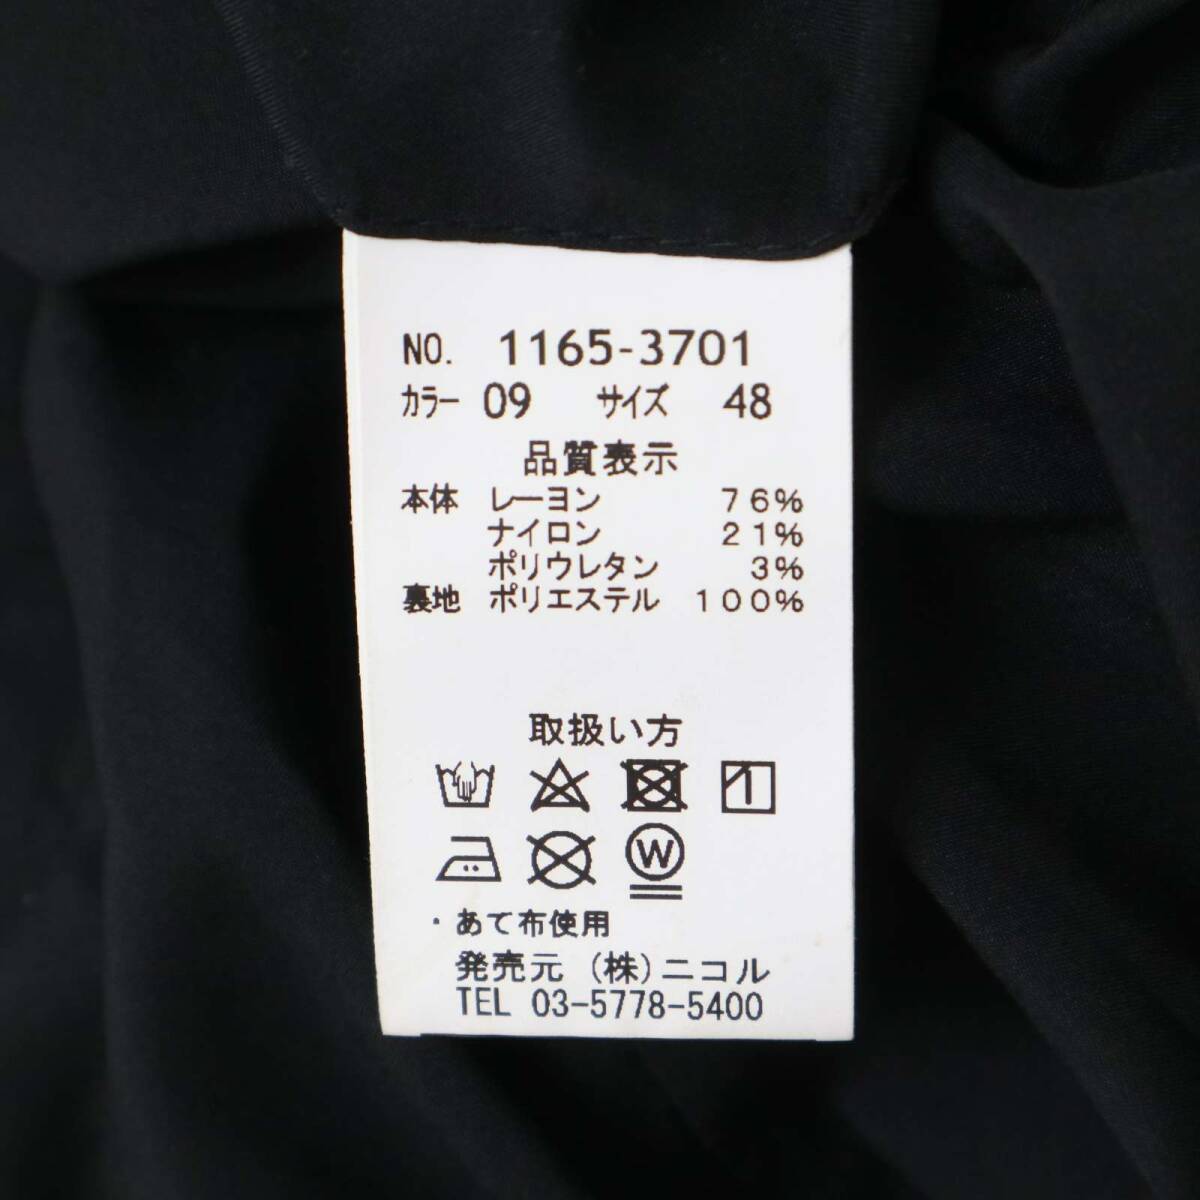 NO. 1165-3701
カラー 09 サイズ 48
品質表示
本体 レーヨン 76%
ナイロン 21%
ポリウレタン 3%
裏地 ポリエステル 100%
取扱い方
W
・あて布使用
発売元 (株)ニコル
TEL 03-5778-5400